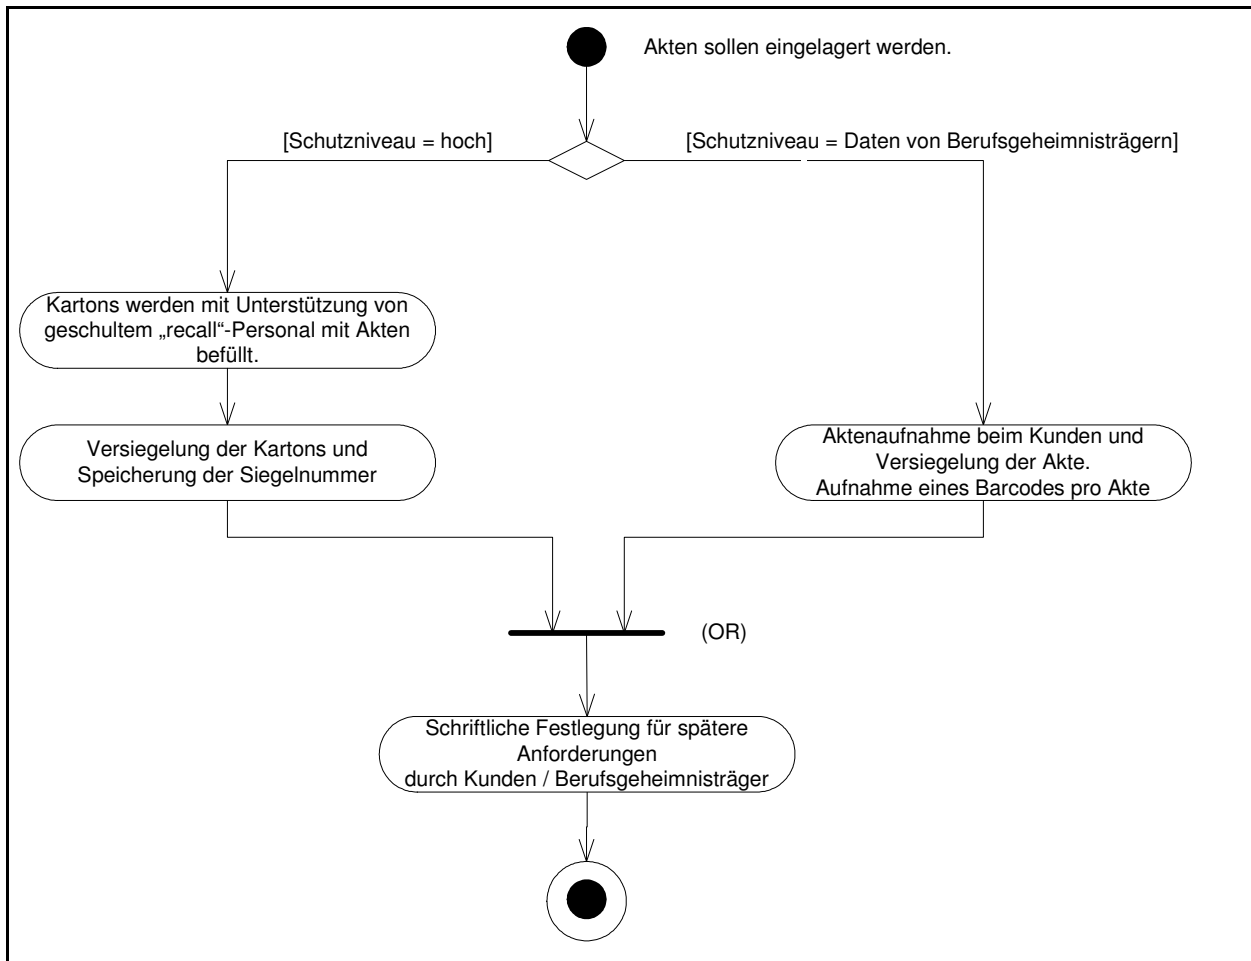 Akten sollen eingelagert werden.
[Schutzniveau = hoch]
[Schutzniveau = Daten von Berufsgeheimnisträgern]
Kartons werden mit Unterstützung von
geschultem „recall“-Personal mit Akten
befüllt.
Versiegelung der Kartons und
Speicherung der Siegelnummer
Aktenaufnahme beim Kunden und
Versiegelung der Akte.
Aufnahme eines Barcodes pro Akte
(OR)
Schriftliche Festlegung für spätere
Anforderungen
durch Kunden / Berufsgeheimnisträger